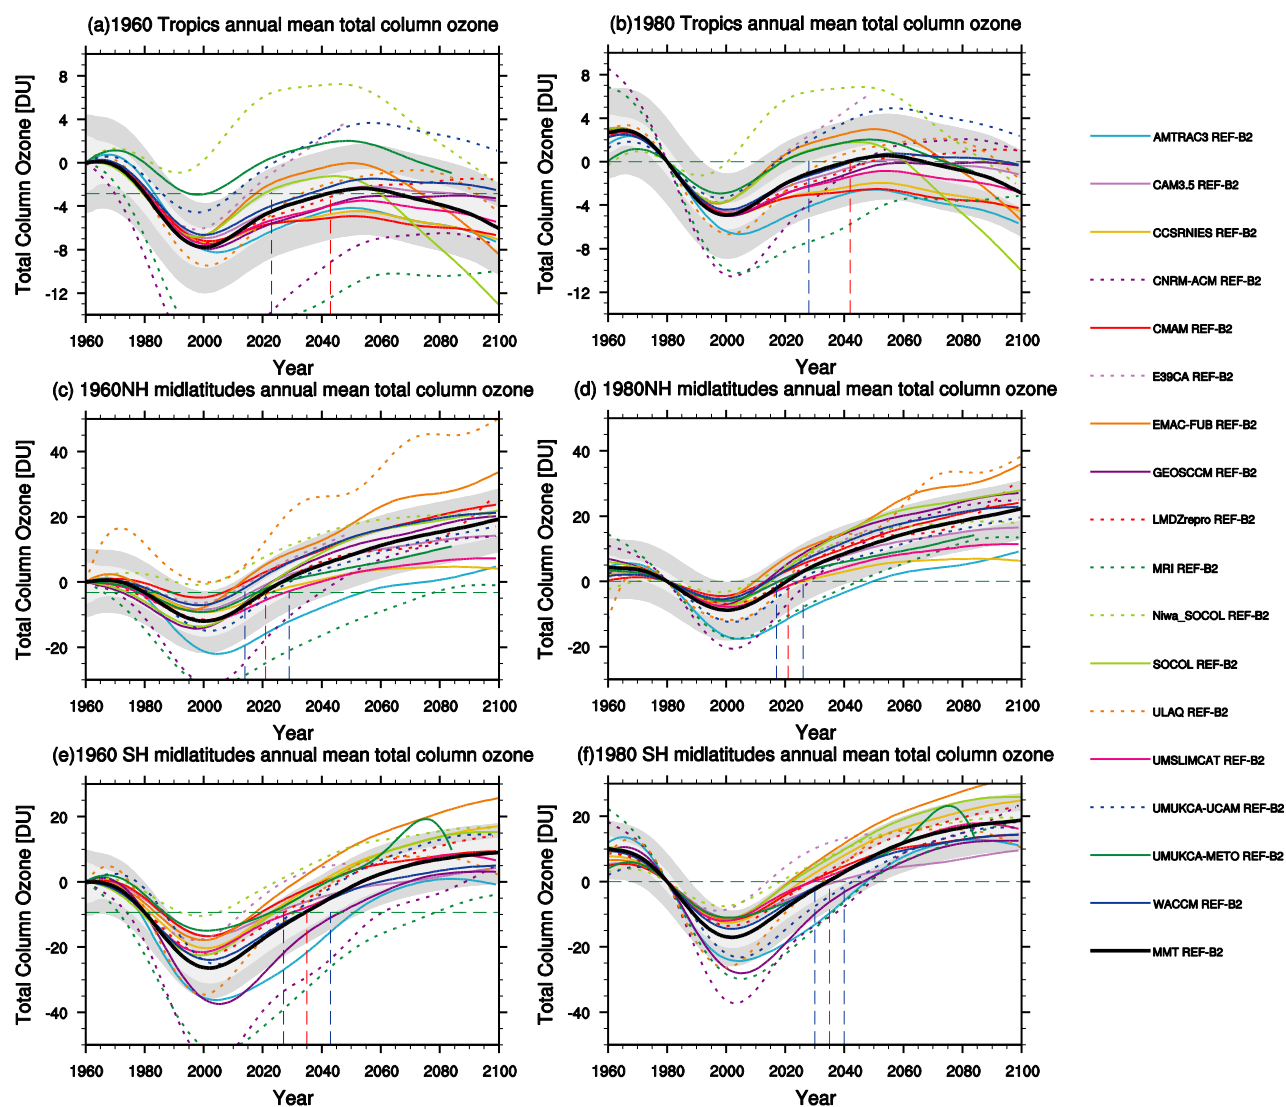 (a)1960 Tropics annual mean total column ozone
Total Column Ozone [DU]
8
4
0
-4
-8
-12
1960 1980 2000 2020 2040 2060 2080 2100
Year
(b)1980 Tropics annual mean total column ozone
Total Column Ozone [DU]
8
4
0
-4
-8
-12
1960 1980 2000 2020 2040 2060 2080 2100
Year
(c) 1960NH midlatitudes annual mean total column ozone
Total Column Ozone [DU]
40
20
0
-20
1960 1980 2000 2020 2040 2060 2080 2100
Year
(d) 1980NH midlatitudes annual mean total column ozone
Total Column Ozone [DU]
40
20
0
-20
1960 1980 2000 2020 2040 2060 2080 2100
Year
(e)1960 SH midlatitudes annual mean total column ozone
Total Column Ozone [DU]
20
0
-20
-40
1960 1980 2000 2020 2040 2060 2080 2100
Year
(f)1980 SH midlatitudes annual mean total column ozone
Total Column Ozone [DU]
20
0
-20
-40
1960 1980 2000 2020 2040 2060 2080 2100
Year
AMTRAC3 REF-B2
CAM3.5 REF-B2
CCSRNIES REF-B2
CNRM-ACM REF-B2
CMAM REF-B2
E39CA REF-B2
EMAC-FUB REF-B2
GEOSCCM REF-B2
LMDZrepro REF-B2
MRI REF-B2
Niwa_SOCOL REF-B2
SOCOL REF-B2
ULAQ REF-B2
UMSLIMCAT REF-B2
UMUKCA-UCAM REF-B2
UMUKCA-METO REF-B2
WACCM REF-B2
MMT REF-B2